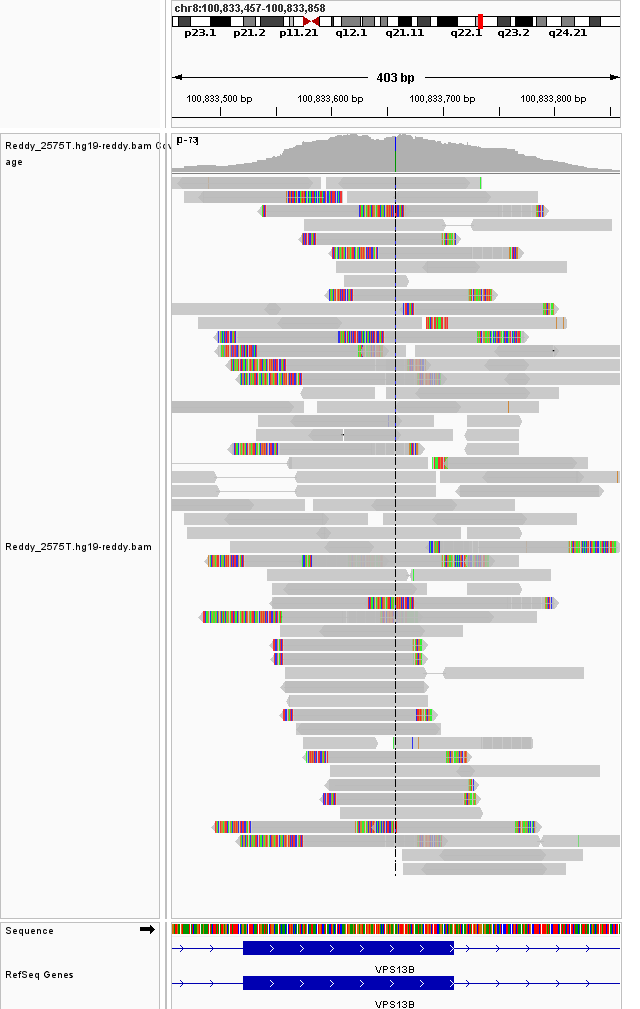 chr8:100,833,457-100,833,858
p23.1 p21.2 p11.21 q12.1 q21.11 q22.1 q23.2 q24.21
403 bp
100,833,500 bp 100,833,600 bp 100,833,700 bp 100,833,800 bp
Reddy_2575T.hg19-reddy.bam Cov
age
[0-73]
Reddy_2575T.hg19-reddy.bam
Sequence
RefSeq Genes
VPS13B
VPS13B